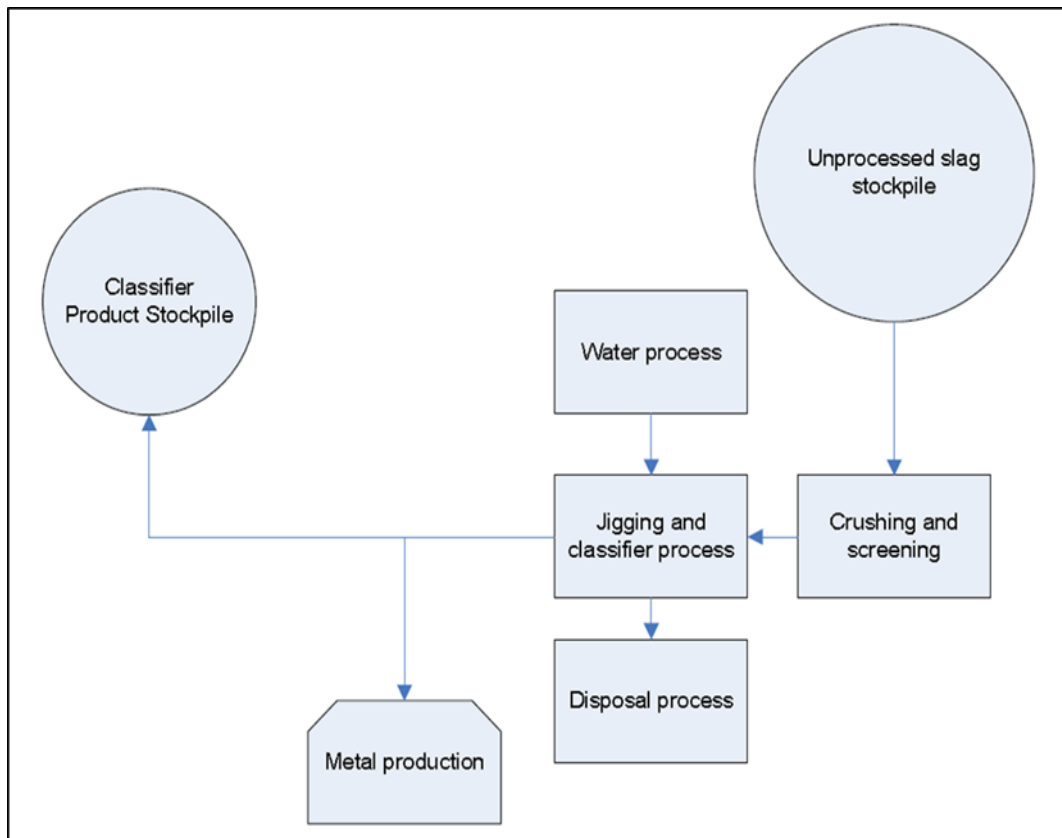 Unprocessed slag
stockpile
Classifier
Product Stockpile
Water process
Jigging and
classifier process
Crushing and
screening
Disposal process
Metal production